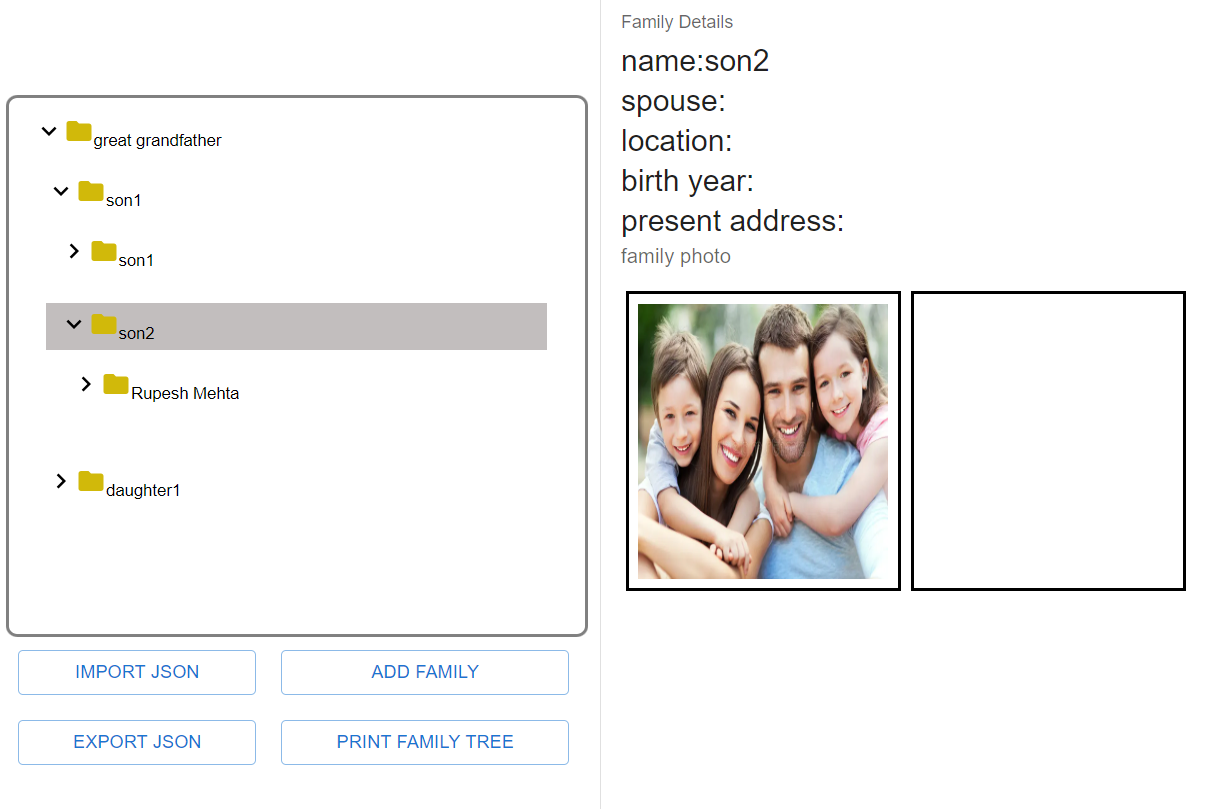 great grandfather
son1
son1
son2
Rupesh Mehta
daughter1
IMPORT JSON
ADD FAMILY
EXPORT JSON
PRINT FAMILY TREE
Family Details
name:son2
spouse:
location:
birth year:
present address:
family photo